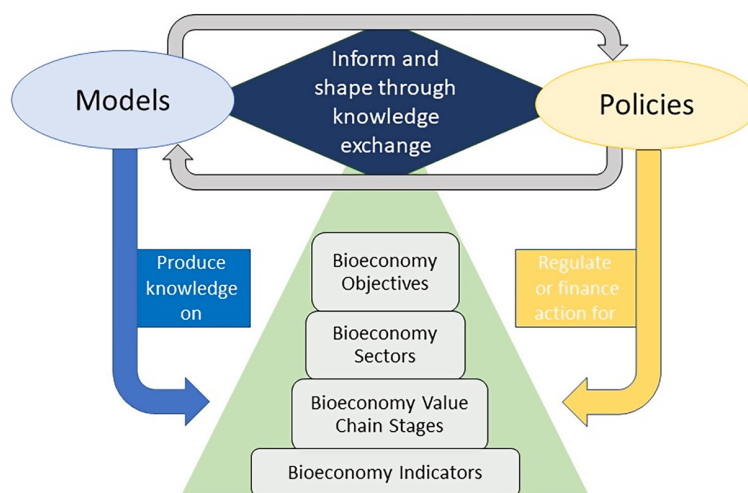 Models
Inform and
shape through
knowledge
exchange
Policies
Produce
knowledge
on
Regulate
or finance
action for
Bioeconomy
Objectives
Bioeconomy
Sectors
Bioeconomy Value
Chain Stages
Bioeconomy Indicators